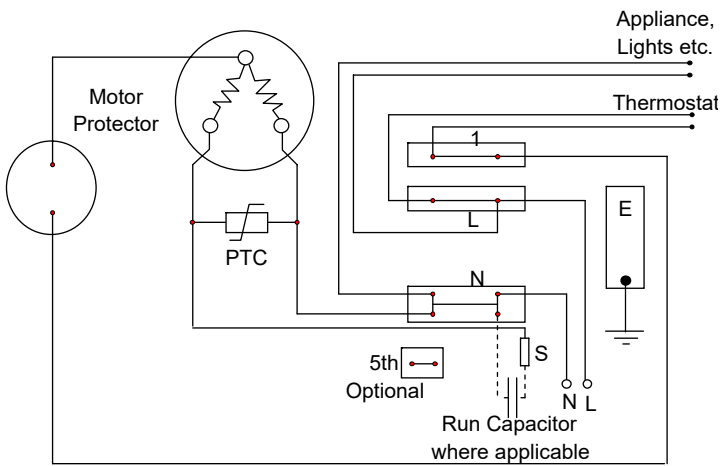 Appliance,
Lights etc.
Motor
Protector
Thermostat
1
L
E
PTC
N
5th
Optional
S
N L
Run Capacitor
where applicable